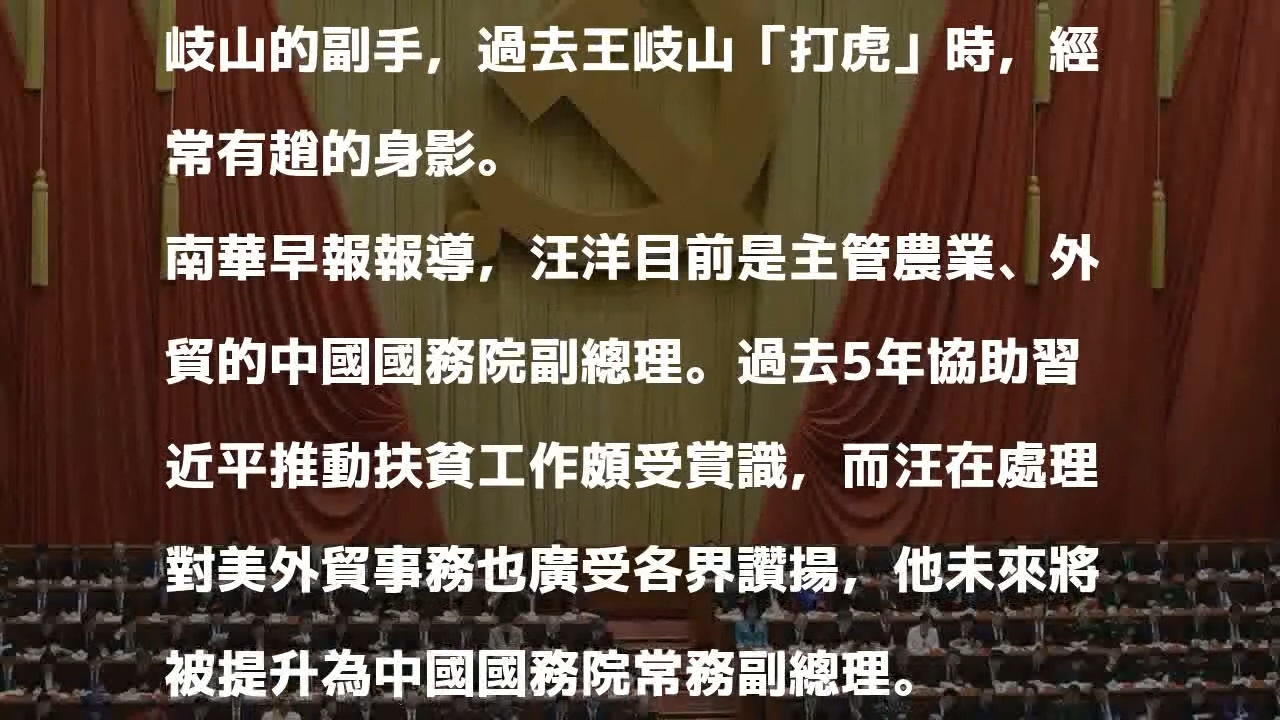 岐山的副手，過去王岐山「打虎」時，經
常有趙的身影。
南華早報報導，汪洋目前是主管農業、外
貿的中國國務院副總理。過去5年協助習
近平推動扶貧工作頗受賞識，而汪在處理
對美外貿事務也廣受各界讚揚，他未來將
被提升為中國國務院常務副總理。